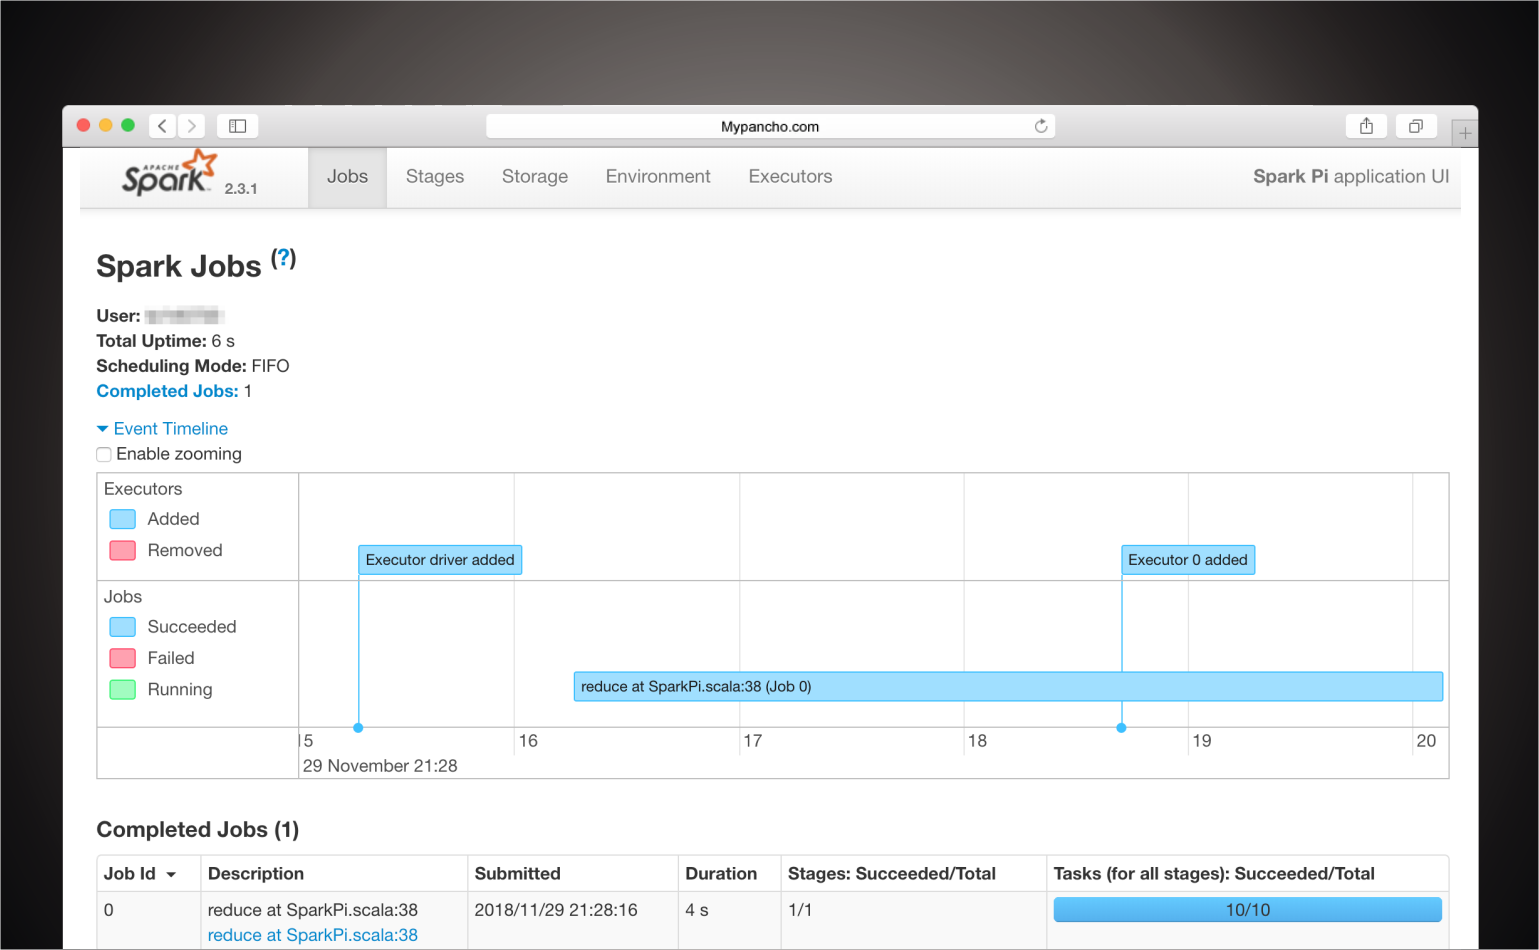 Mypancho.com
APACHE
Spark 2.3.1
Jobs
Stages
Storage
Environment
Executors
Spark Pi application UI
Spark Jobs (?)
User:
Total Uptime: 6 s
Scheduling Mode: FIFO
Completed Jobs: 1
Event Timeline
Enable zooming
Executors
Added
Removed
Executor driver added
Executor 0 added
Jobs
Succeeded
Failed
Running
reduce at SparkPi.scala:38 (Job 0)
15 16 17 18 19 20
29 November 21:28
Completed Jobs (1)
Job Id Description Submitted Duration Stages: Succeeded/Total Tasks (for all stages): Succeeded/Total
0 reduce at SparkPi.scala:38 2018/11/29 21:28:16 4 s 1/1 10/10
reduce at SparkPi.scala:38